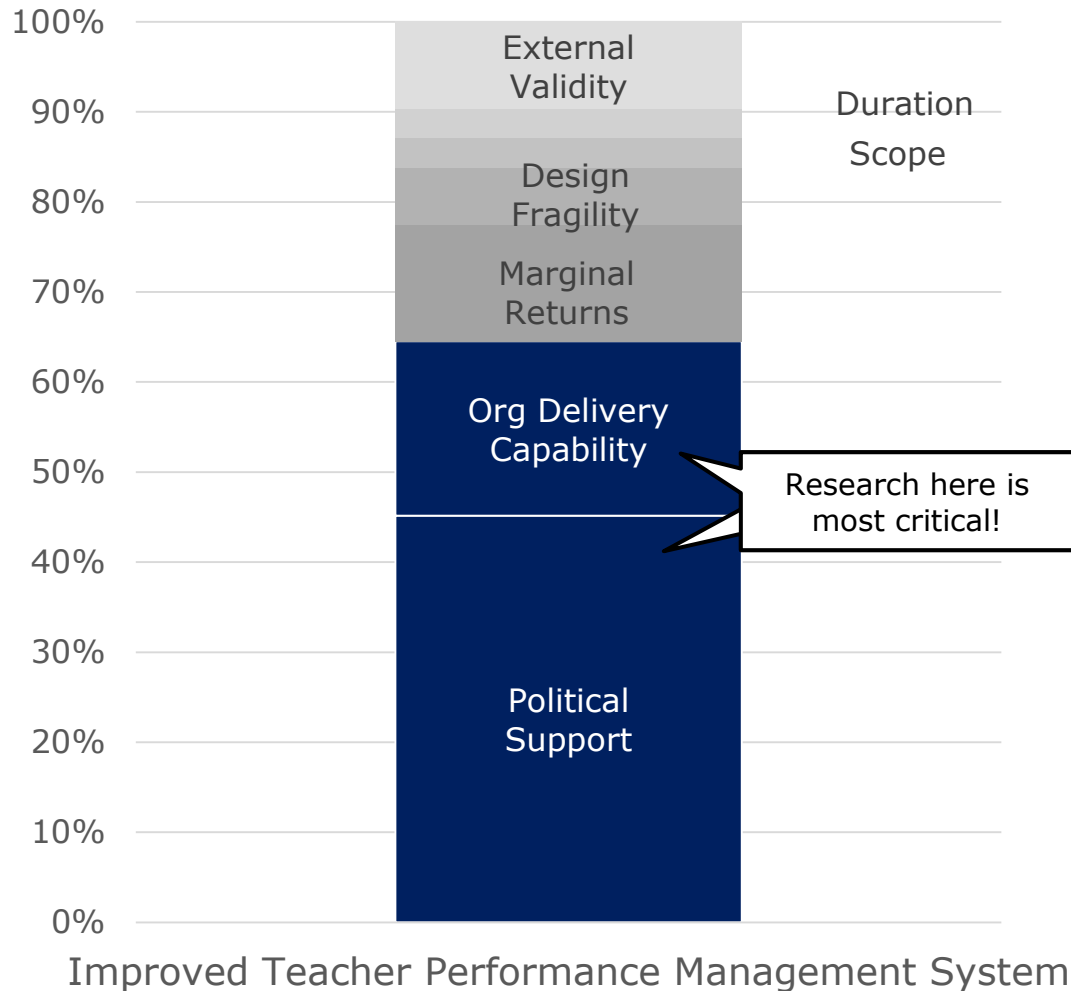 100%
90%
80%
70%
60%
50%
40%
30%
20%
10%
0%
External
Validity
Duration
Scope
Design
Fragility
Marginal
Returns
Org Delivery
Capability
Research here is
most critical!
Political
Support
Improved Teacher Performance Management System